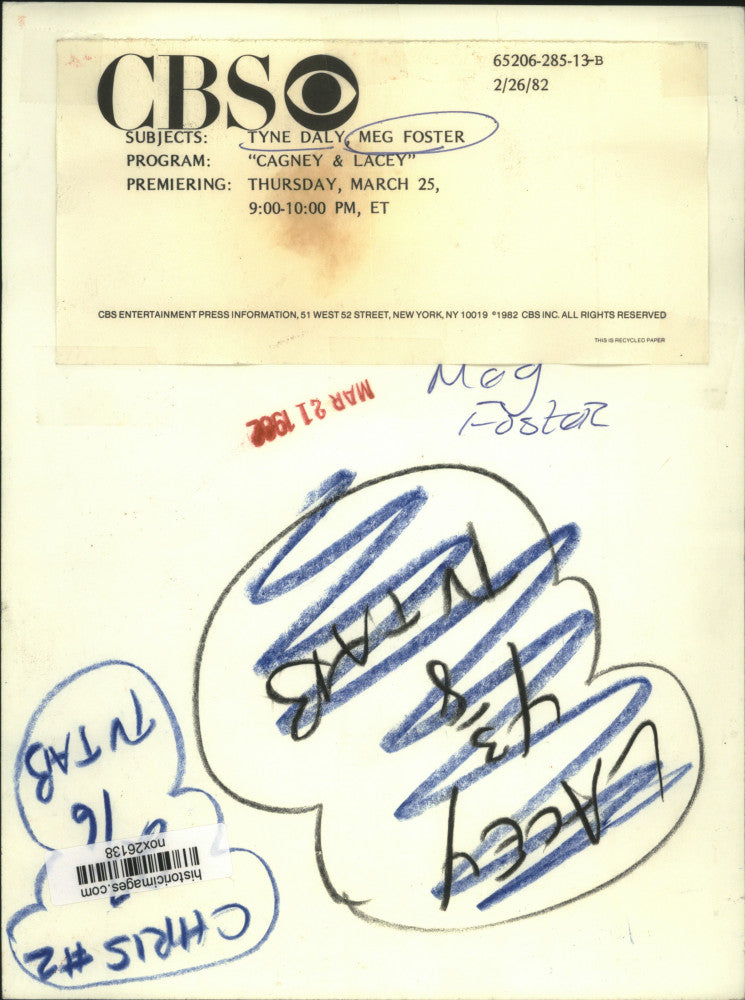 CBS
65206-285-13-B
2/26/82
SUBJECTS: TYNE DALY, MEG FOSTER
PROGRAM: "CAGNEY & LACEY"
PREMIERING: THURSDAY, MARCH 25,
9:00-10:00 PM, ET
CBS ENTERTAINMENT PRESS INFORMATION, 51 WEST 52 STREET, NEW YORK, NY 10019 ©1982 CBS INC. ALL RIGHTS RESERVED
THIS IS RECYCLED PAPER
Meg
Foster
MAR 21 1982
LACEY
TV TAB
CHRIS #2
TV TAB
historicimages.com
nox26138